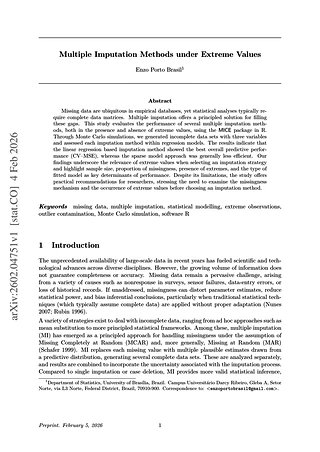 Multiple Imputation Methods under Extreme Values
Enzo Porto Brasil¹
Abstract
Missing data are ubiquitous in empirical databases, yet statistical analyses typically re-
quire complete data matrices. Multiple imputation offers a principled solution for filling
these gaps. This study evaluates the performance of several multiple imputation meth-
ods, both in the presence and absence of extreme values, using the MICE package in R.
Through Monte Carlo simulations, we generated incomplete data sets with three variables
and assessed each imputation method within regression models. The results indicate that
the linear regression based imputation method showed the best overall predictive perfor-
mance (CV–MSE), whereas the sparse model approach was generally less efficient. Our
findings underscore the relevance of extreme values when selecting an imputation strategy
and highlight sample size, proportion of missingness, presence of extremes, and the type of
fitted model as key determinants of performance. Despite its limitations, the study offers
practical recommendations for researchers, stressing the need to examine the missingness
mechanism and the occurrence of extreme values before choosing an imputation method.
Keywords missing data, multiple imputation, statistical modelling, extreme observations,
outlier contamination, Monte Carlo simulation, software R
1 Introduction
The unprecedented availability of large-scale data in recent years has fueled scientific and tech-
nological advances across diverse disciplines. However, the growing volume of information does
not guarantee completeness or accuracy. Missing data remain a pervasive challenge, arising
from a variety of causes such as nonresponse in surveys, sensor failures, data-entry errors, or
loss of historical records. If unaddressed, missingness can distort parameter estimates, reduce
statistical power, and bias inferential conclusions, particularly when traditional statistical tech-
niques (which typically assume complete data) are applied without proper adaptation (Nunes
2007; Rubin 1996).
A variety of strategies exist to deal with incomplete data, ranging from ad hoc approaches such as
mean substitution to more principled statistical frameworks. Among these, multiple imputation
(MI) has emerged as a principled approach for handling missingness under the assumption of
Missing Completely at Random (MCAR) and, more generally, Missing at Random (MAR)
(Schafer 1999). MI replaces each missing value with multiple plausible estimates drawn from
a predictive distribution, generating several complete data sets. These are analyzed separately,
and results are combined to incorporate the uncertainty associated with the imputation process.
Compared to single imputation or case deletion, MI provides more valid statistical inference,
¹Department of Statistics, University of Brasília, Brazil. Campus Universitário Darcy Ribeiro, Gleba A, Setor
Norte, via L3 Norte, Federal District, Brazil, 70910-900. Correspondence to: <enzoportobrasil@gmail.com>.
Preprint. February 5, 2026 1
arXiv:2602.04751v1 [stat.CO] 4 Feb 2026